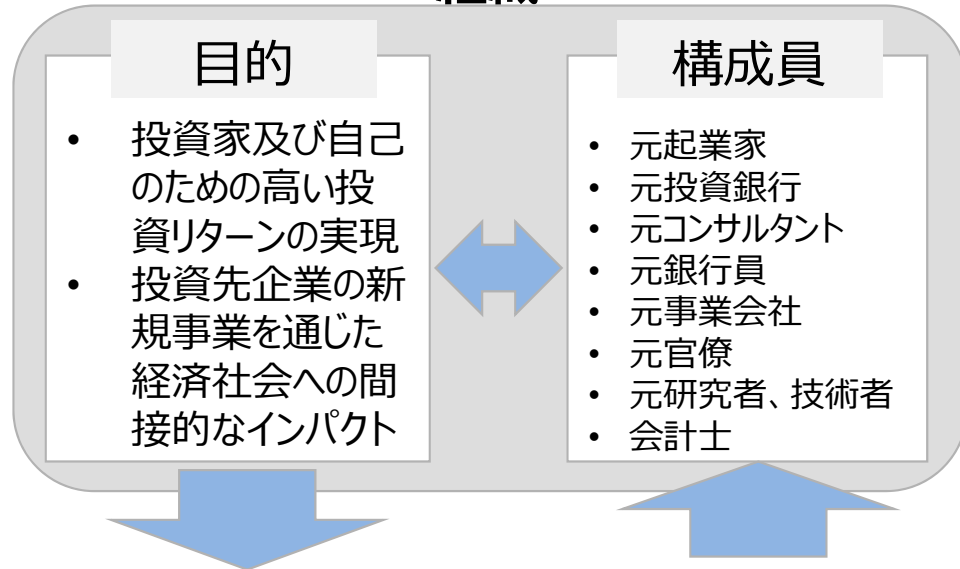 目的
• 投資家及び自己
のための高い投
資リターンの実現
• 投資先企業の新
規事業を通じた
経済社会への間
接的なインパクト
構成員
• 元起業家
• 元投資銀行
• 元コンサルタント
• 元銀行員
• 元事業会社
• 元官僚
• 元研究者、技術者
• 会計士